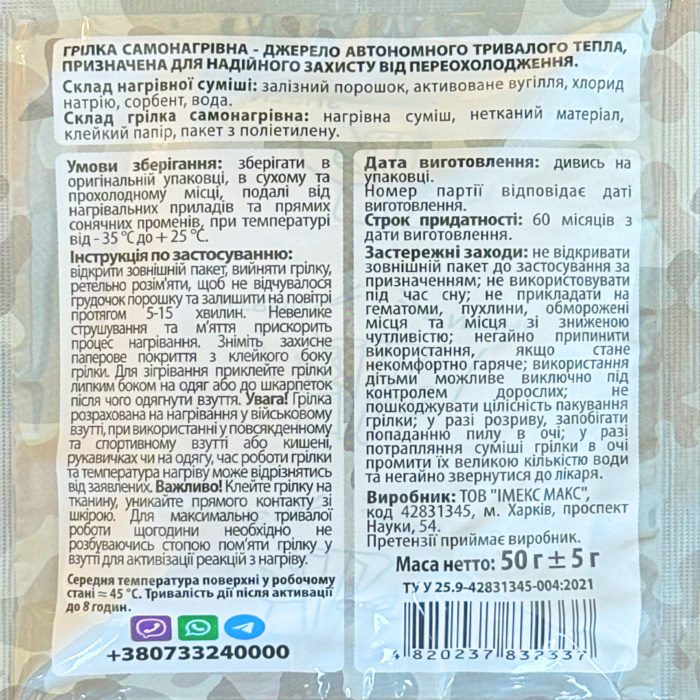 ГРІЛКА САМОНАГРІВНА - ДЖЕРЕЛО АВТОНОМНОГО ТРИВАЛОГО ТЕПЛА,
ПРИЗНАЧЕНА ДЛЯ НАДІЙНОГО ЗАХИСТУ ВІД ПЕРЕОХОЛОДЖЕННЯ.
Склад нагрівної суміші: залізний порошок, активоване вугілля, хлорид
натрію, сорбент, вода.
Склад грілка самонагрівна: нагрівна суміш, нетканий матеріал,
клейкий папір, пакет з поліетилену.
Умови зберігання: зберігати в
оригінальній упаковці, в сухому та
прохолодному місці, подалі від
нагрівальних приладів та прямих
сонячних променів, при температурі
від - 35 °С до + 25 °С.
Інструкція по застосуванню:
відкрити зовнішній пакет, вийняти грілку,
ретельно розім'яти, щоб не відчувалося
грудочок порошку та залишити на повітрі
протягом 5-15 хвилин. Невелике
струшування та м'яття прискорить
процес нагрівання. Зніміть захисне
паперове покриття з клейкого боку
грілки. Для зігрівання приклейте грілки
липким боком на одяг або до шкарпеток
після чого одягнути взуття. Увага! Грілка
розрахована на нагрівання у військовому
взутті, при використанні у повсякденному
та спортивному взутті або кишені,
рукавичках чи на одягу, час роботи грілки
та температура нагріву може відрізнятись
від заявлених. Важливо! Клейте грілку на
тканину, уникайте прямого контакту зі
шкірою. Для максимально тривалої
роботи щогодини необхідно не
розбуваючись стопою пом'яти грілку у
взутті для активізації реакцій з нагріву.
Середня температура поверхні у робочому
стані ≈ 45 °С. Тривалість дії після активації
до 8 годин.
+380733240000
Дата виготовлення: дивись на
упаковці.
Номер партії відповідає даті
виготовлення.
Строк придатності: 60 місяців з
дати виготовлення.
Застережні заходи: не відкривати
зовнішній пакет до застосування за
призначенням; не використовувати
під час сну; не прикладати на
гематоми, пухлини, обморожені
місця та місця зі зниженою
чутливістю; негайно припинити
використання, якщо стане
некомфортно гаряче; використання
дітьми можливе виключно під
контролем дорослих; не
пошкоджувати цілісність пакування
грілки; у разі розриву, запобігати
попаданню пилу в очі; у разі
потрапляння суміші грілки в очі
промити їх великою кількістю води
та негайно звернутися до лікаря.
Виробник: ТОВ "ІМЕКС МАКС",
код 42831345, м. Харків, проспект
Науки, 54.
Претензії приймає виробник.
Маса нетто: 50 г ± 5 г
ТУ У 25.9-42831345-004:2021
4 820237 832337